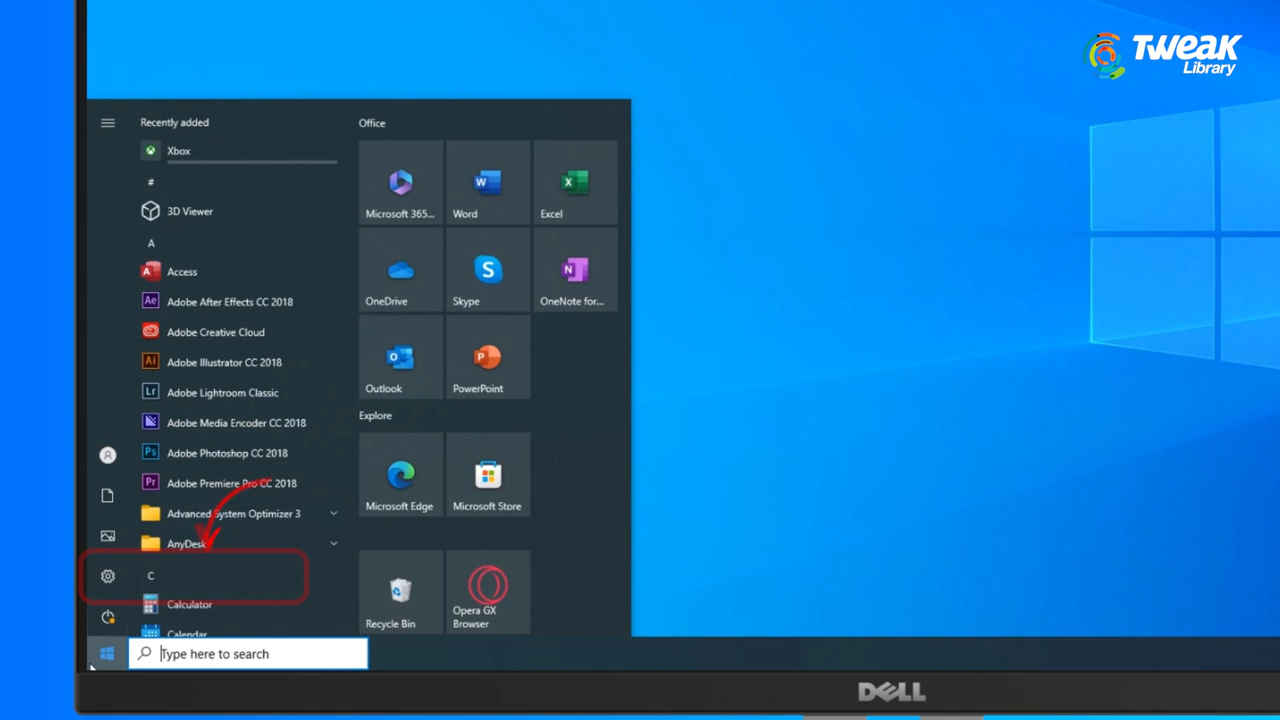 TWEAK
Library
Recently added
Xbox
#
3D Viewer
A
Access
Adobe After Effects CC 2018
Adobe Creative Cloud
Adobe Illustrator CC 2018
Adobe Lightroom Classic
Adobe Media Encoder CC 2018
Adobe Photoshop CC 2018
Adobe Premiere Pro CC 2018
Advanced System Optimizer 3
AnyDesk
C
Calculator
Calendar
Office
Microsoft 365...
Word
Excel
OneDrive
Skype
OneNote for...
Outlook
PowerPoint
Explore
Microsoft Edge
Microsoft Store
Recycle Bin
Opera GX
Browser
Type here to search
DELL